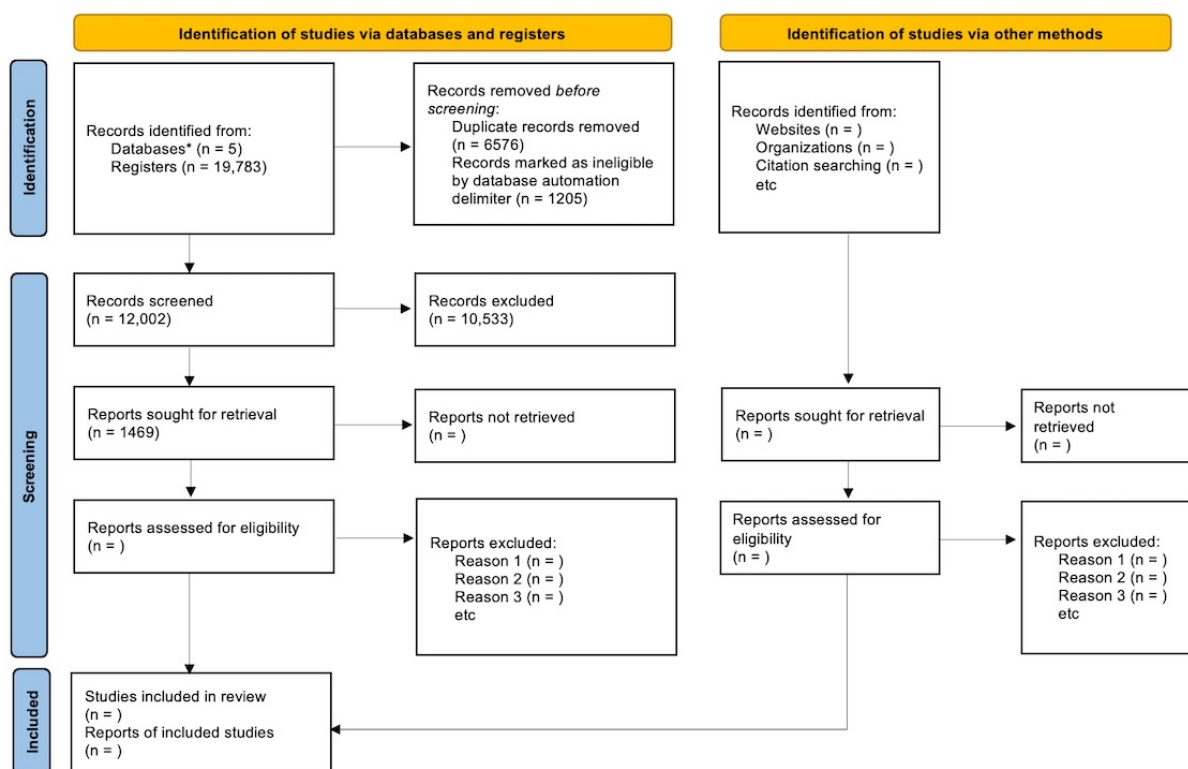 Identification of studies via databases and registers
Identification of studies via other methods
Identification
Records identified from:
Databases* (n = 5)
Registers (n = 19,783)
Records removed before
screening:
Duplicate records removed
(n = 6576)
Records marked as ineligible
by database automation
delimiter (n = 1205)
Records identified from:
Websites (n = )
Organizations (n = )
Citation searching (n = )
etc
Screening
Records screened
(n = 12,002)
Records excluded
(n = 10,533)
Reports sought for retrieval
(n = 1469)
Reports not retrieved
(n = )
Reports sought for retrieval
(n = )
Reports not
retrieved
(n = )
Reports assessed for eligibility
(n = )
Reports excluded:
Reason 1 (n = )
Reason 2 (n = )
Reason 3 (n = )
etc
Reports assessed for
eligibility
(n = )
Reports excluded:
Reason 1 (n = )
Reason 2 (n = )
Reason 3 (n = )
etc
Included
Studies included in review
(n = )
Reports of included studies
(n = )